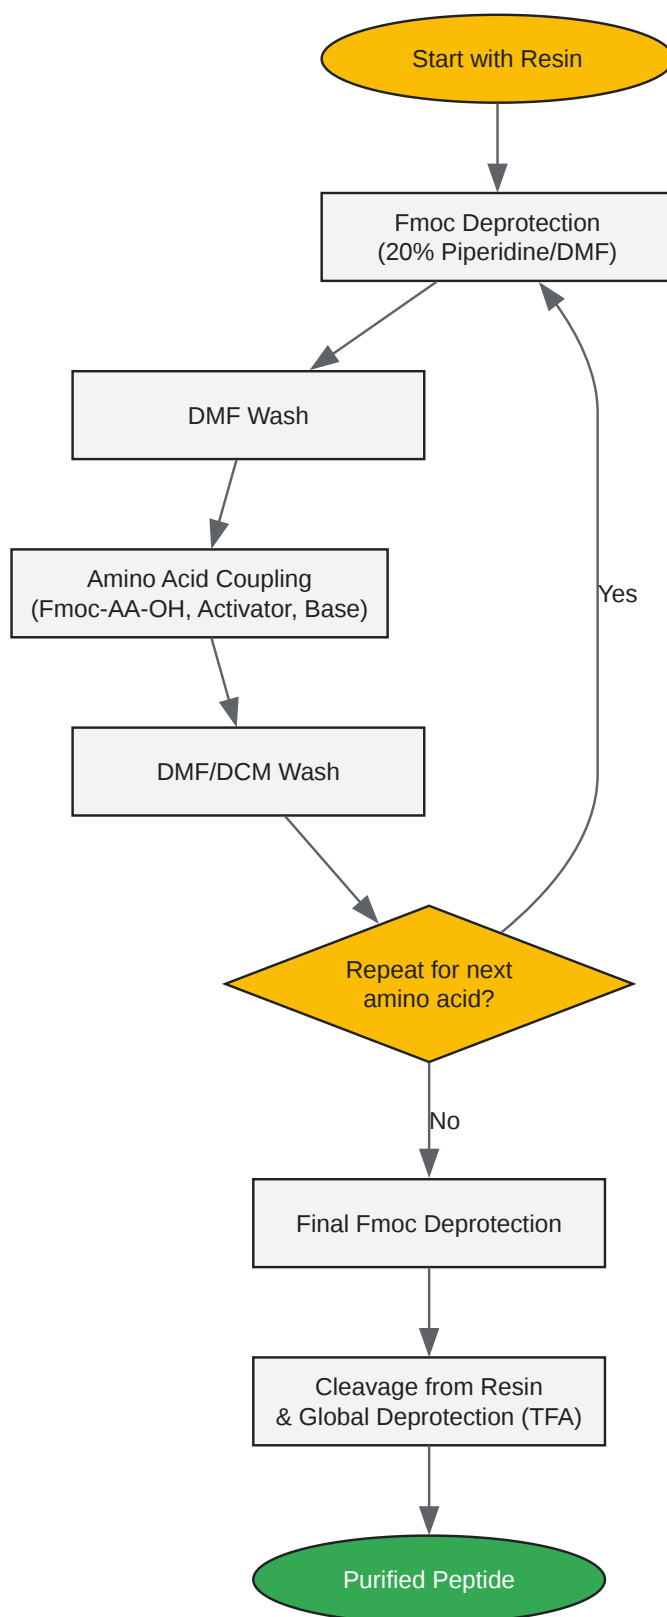 Start with Resin
Fmoc Deprotection
(20% Piperidine/DMF)
DMF Wash
Amino Acid Coupling
(Fmoc-AA-OH, Activator, Base)
Yes
DMF/DCM Wash
Repeat for next
amino acid?
No
Final Fmoc Deprotection
Cleavage from Resin
& Global Deprotection (TFA)
Purified Peptide